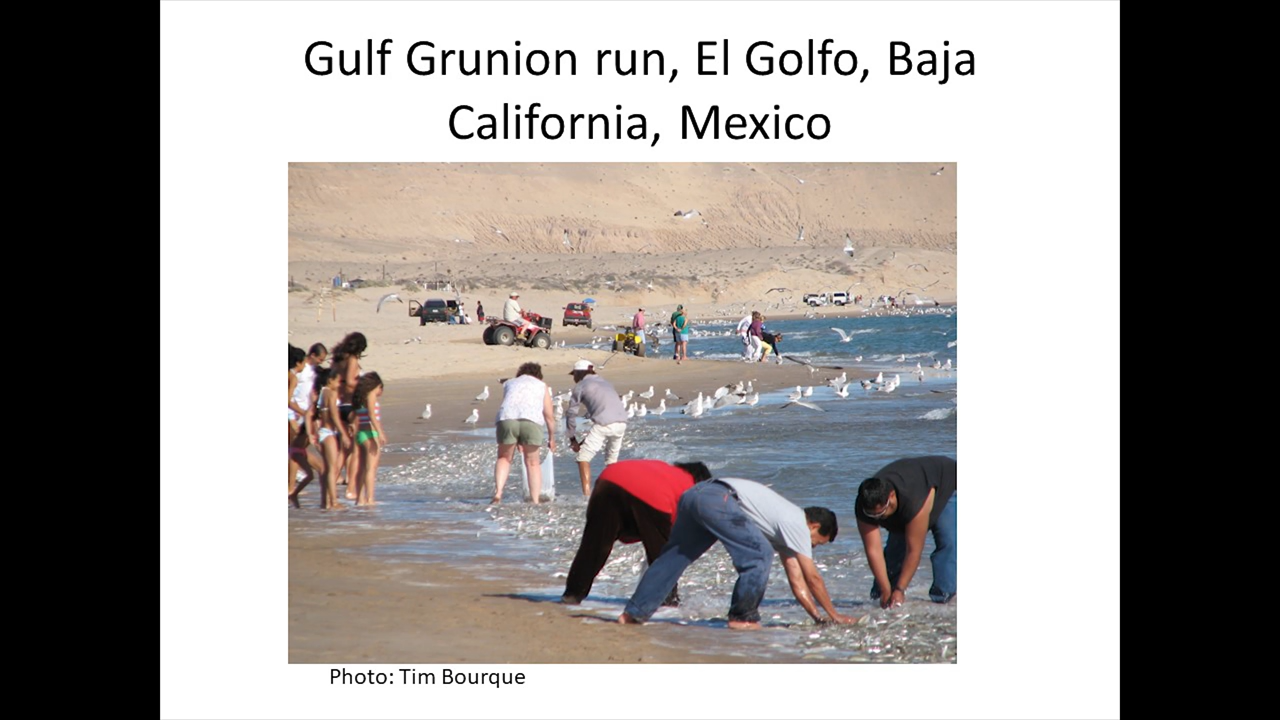 Gulf Grunion run, El Golfo, Baja
California, Mexico
Photo: Tim Bourque